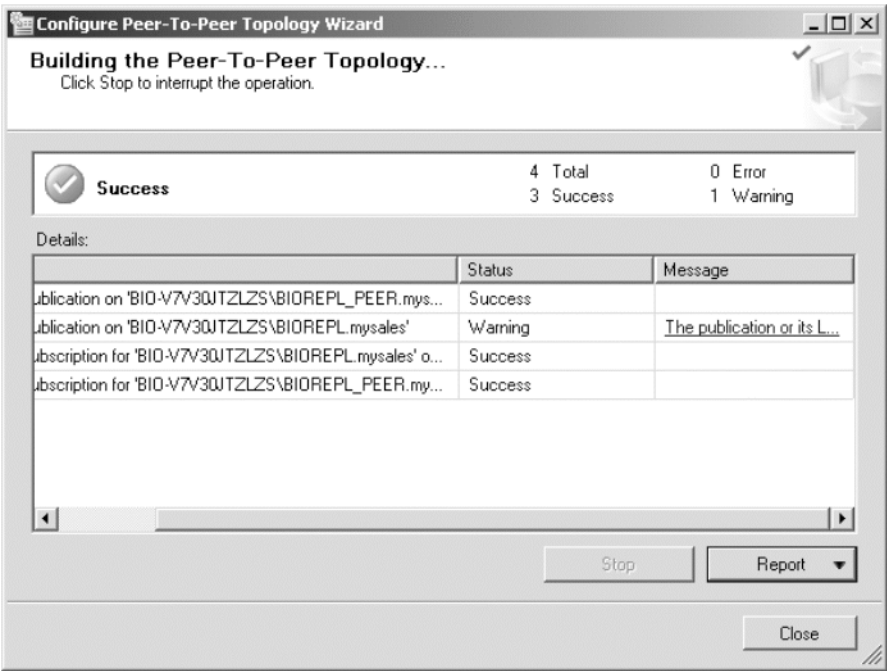 Configure Peer-To-Peer Topology Wizard
Building the Peer-To-Peer Topology...
Click Stop to interrupt the operation.
Success
4 Total 0 Error
3 Success 1 Warning
Details:
Status Message
ublication on 'BIO-V7V30JTZLZS\BIOREPL_PEER.mys... Success
ublication on 'BIO-V7V30JTZLZS\BIOREPL.mysales' Warning The publication or its L...
ubscription for 'BIO-V7V30JTZLZS\BIOREPL.mysales' o... Success
ubscription for 'BIO-V7V30JTZLZS\BIOREPL_PEER.my... Success
Stop Report
Close